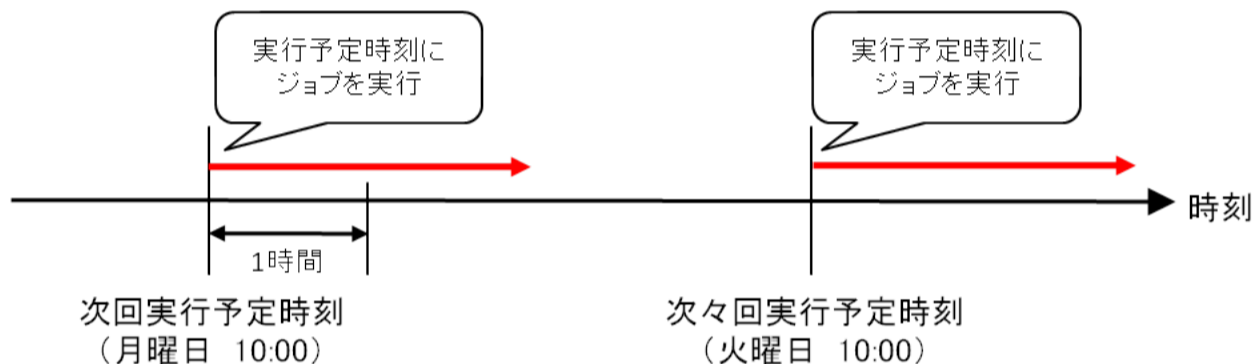 実行予定時刻に
ジョブを実行
実行予定時刻に
ジョブを実行
時刻
1時間
次回実行予定時刻
（月曜日 10:00）
次々回実行予定時刻
（火曜日 10:00）